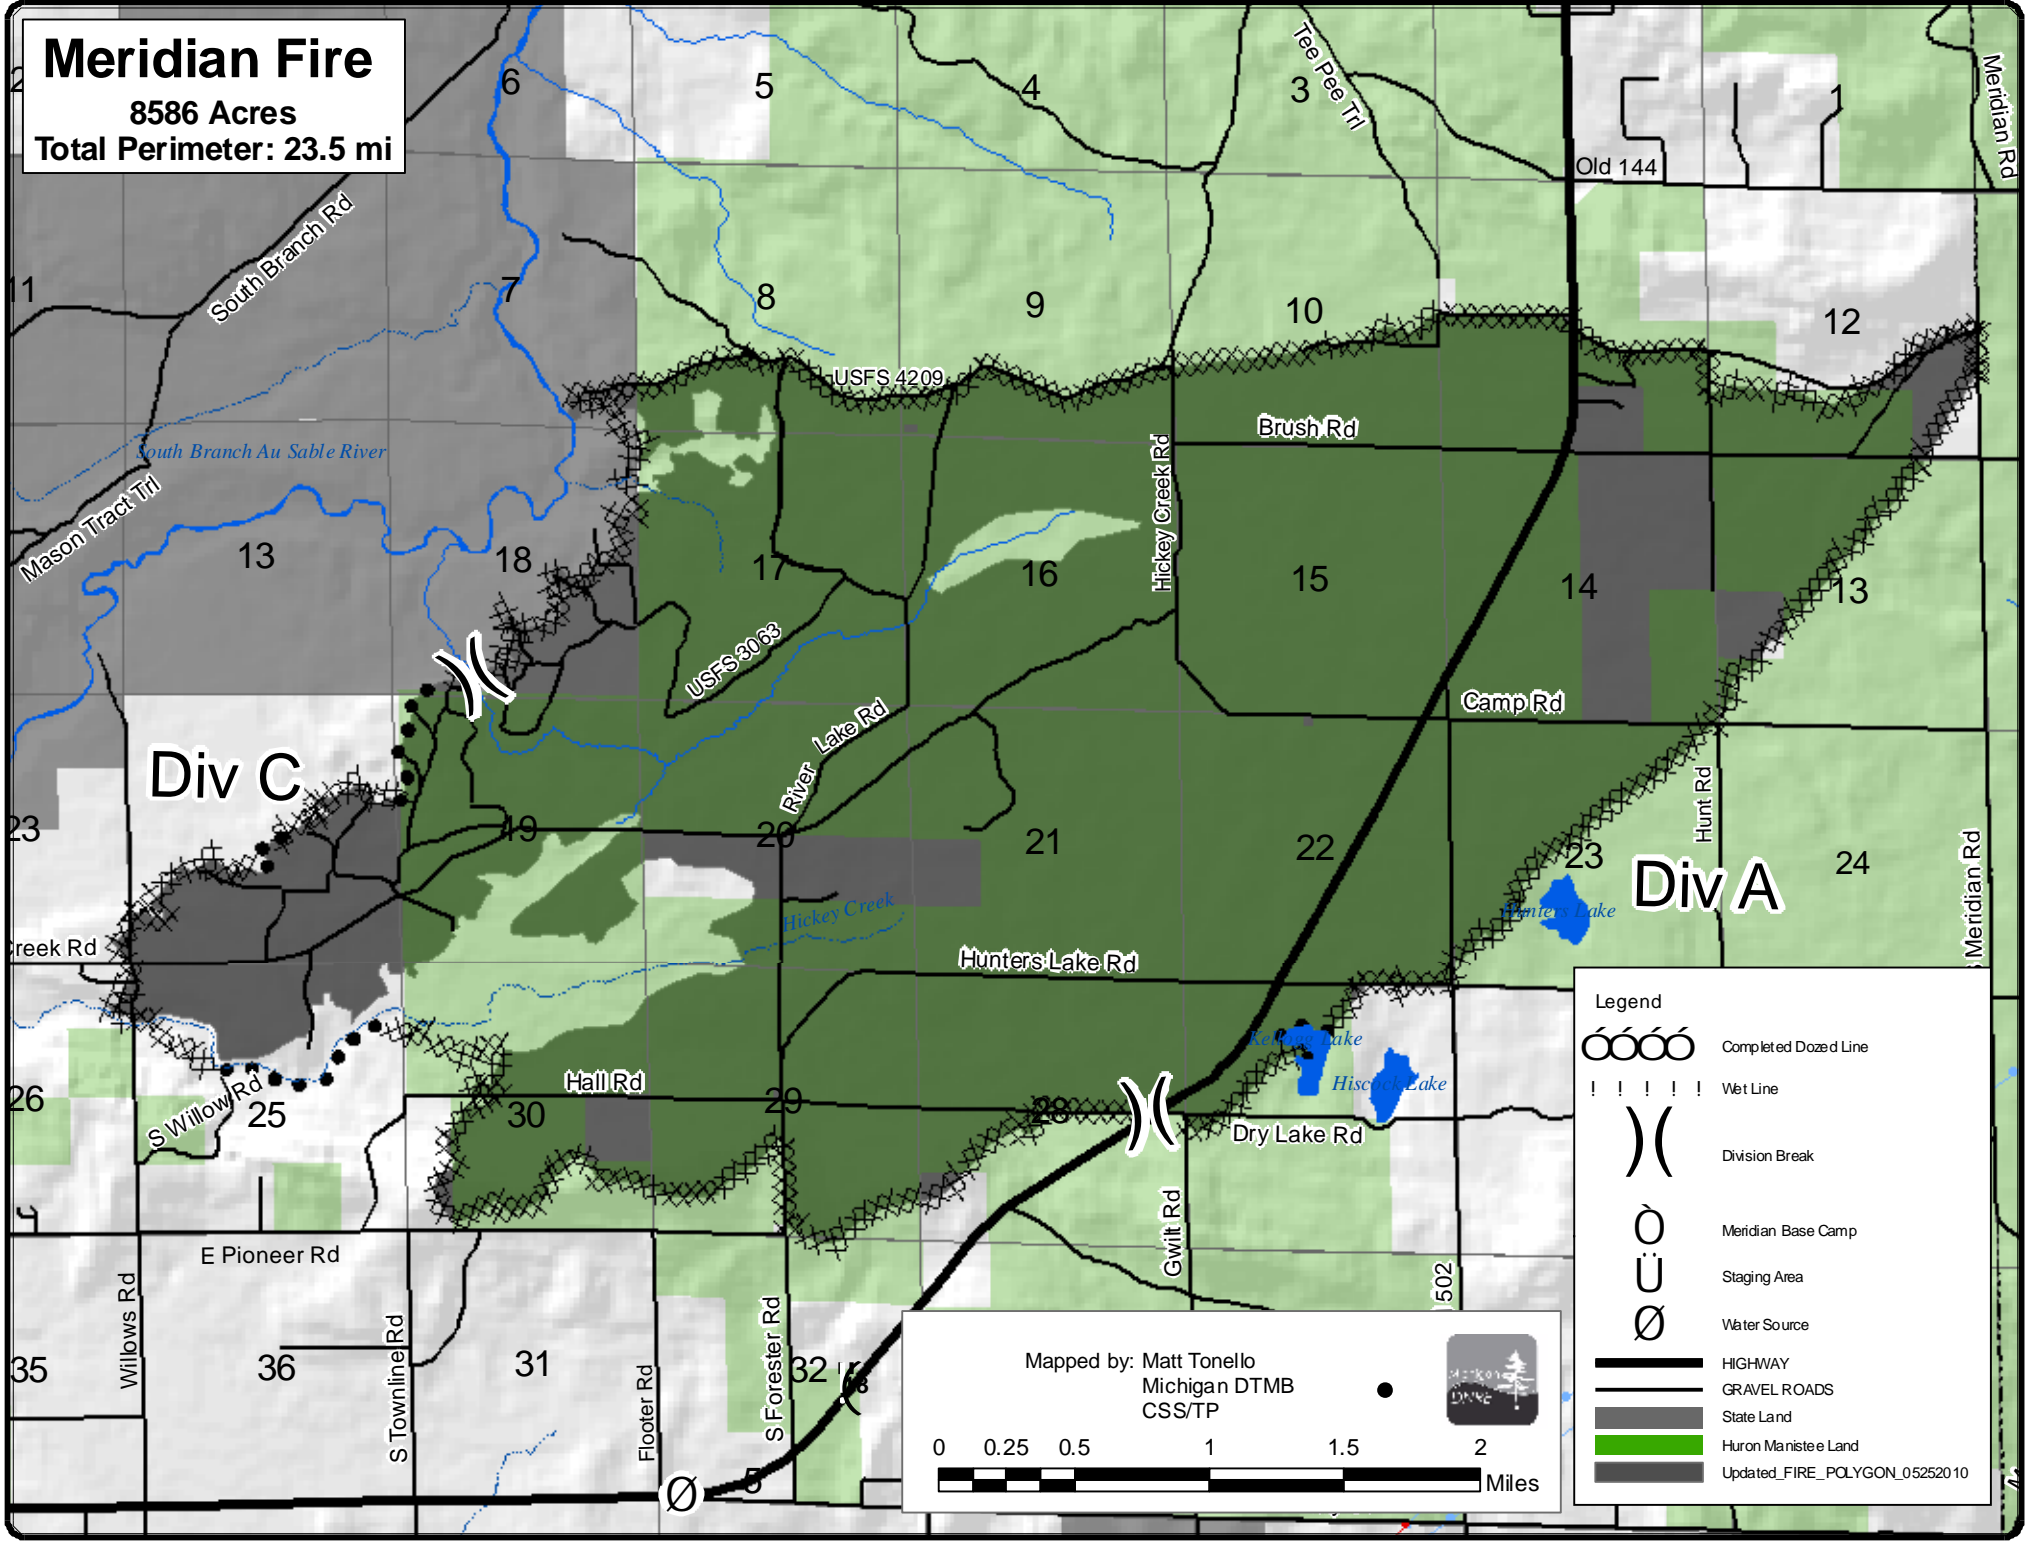 Meridian Fire
8586 Acres
Total Perimeter: 23.5 mi
6
5
4
3
1
Tee Pee Trl
Meridian Rd
Old 144
South Branch Rd
11
7
8
9
10
12
USFS 4209
Brush Rd
South Branch Au Sable River
Mason Tract Trl
Hickey Creek Rd
13
18
17
16
15
14
13
USFS 3063
Camp Rd
River Lake Rd
Div C
Hunt Rd
23
19
20
21
22
23
24
Div A
Hunters Lake
S Meridian Rd
Hickey Creek
Creek Rd
Hunters Lake Rd
Kellogg Lake
Hiscock Lake
Hall Rd
26
S Willow Rd
25
30
29
28
Dry Lake Rd
Gwilt Rd
502
E Pioneer Rd
Willows Rd
S Townline Rd
Flooter Rd
S Forester Rd
35
36
31
32
5
Ø
Legend
ÓÓÓÓ Completed Dozed Line
! ! ! ! ! Wet Line
)( Division Break
Ò Meridian Base Camp
Ü Staging Area
Ø Water Source
HIGHWAY
GRAVEL ROADS
State Land
Huron Manistee Land
Updated_FIRE_POLYGON_05252010
Mapped by: Matt Tonello
Michigan DTMB
CSS/TP
Michigan
DNRE
0 0.25 0.5 1 1.5 2
Miles